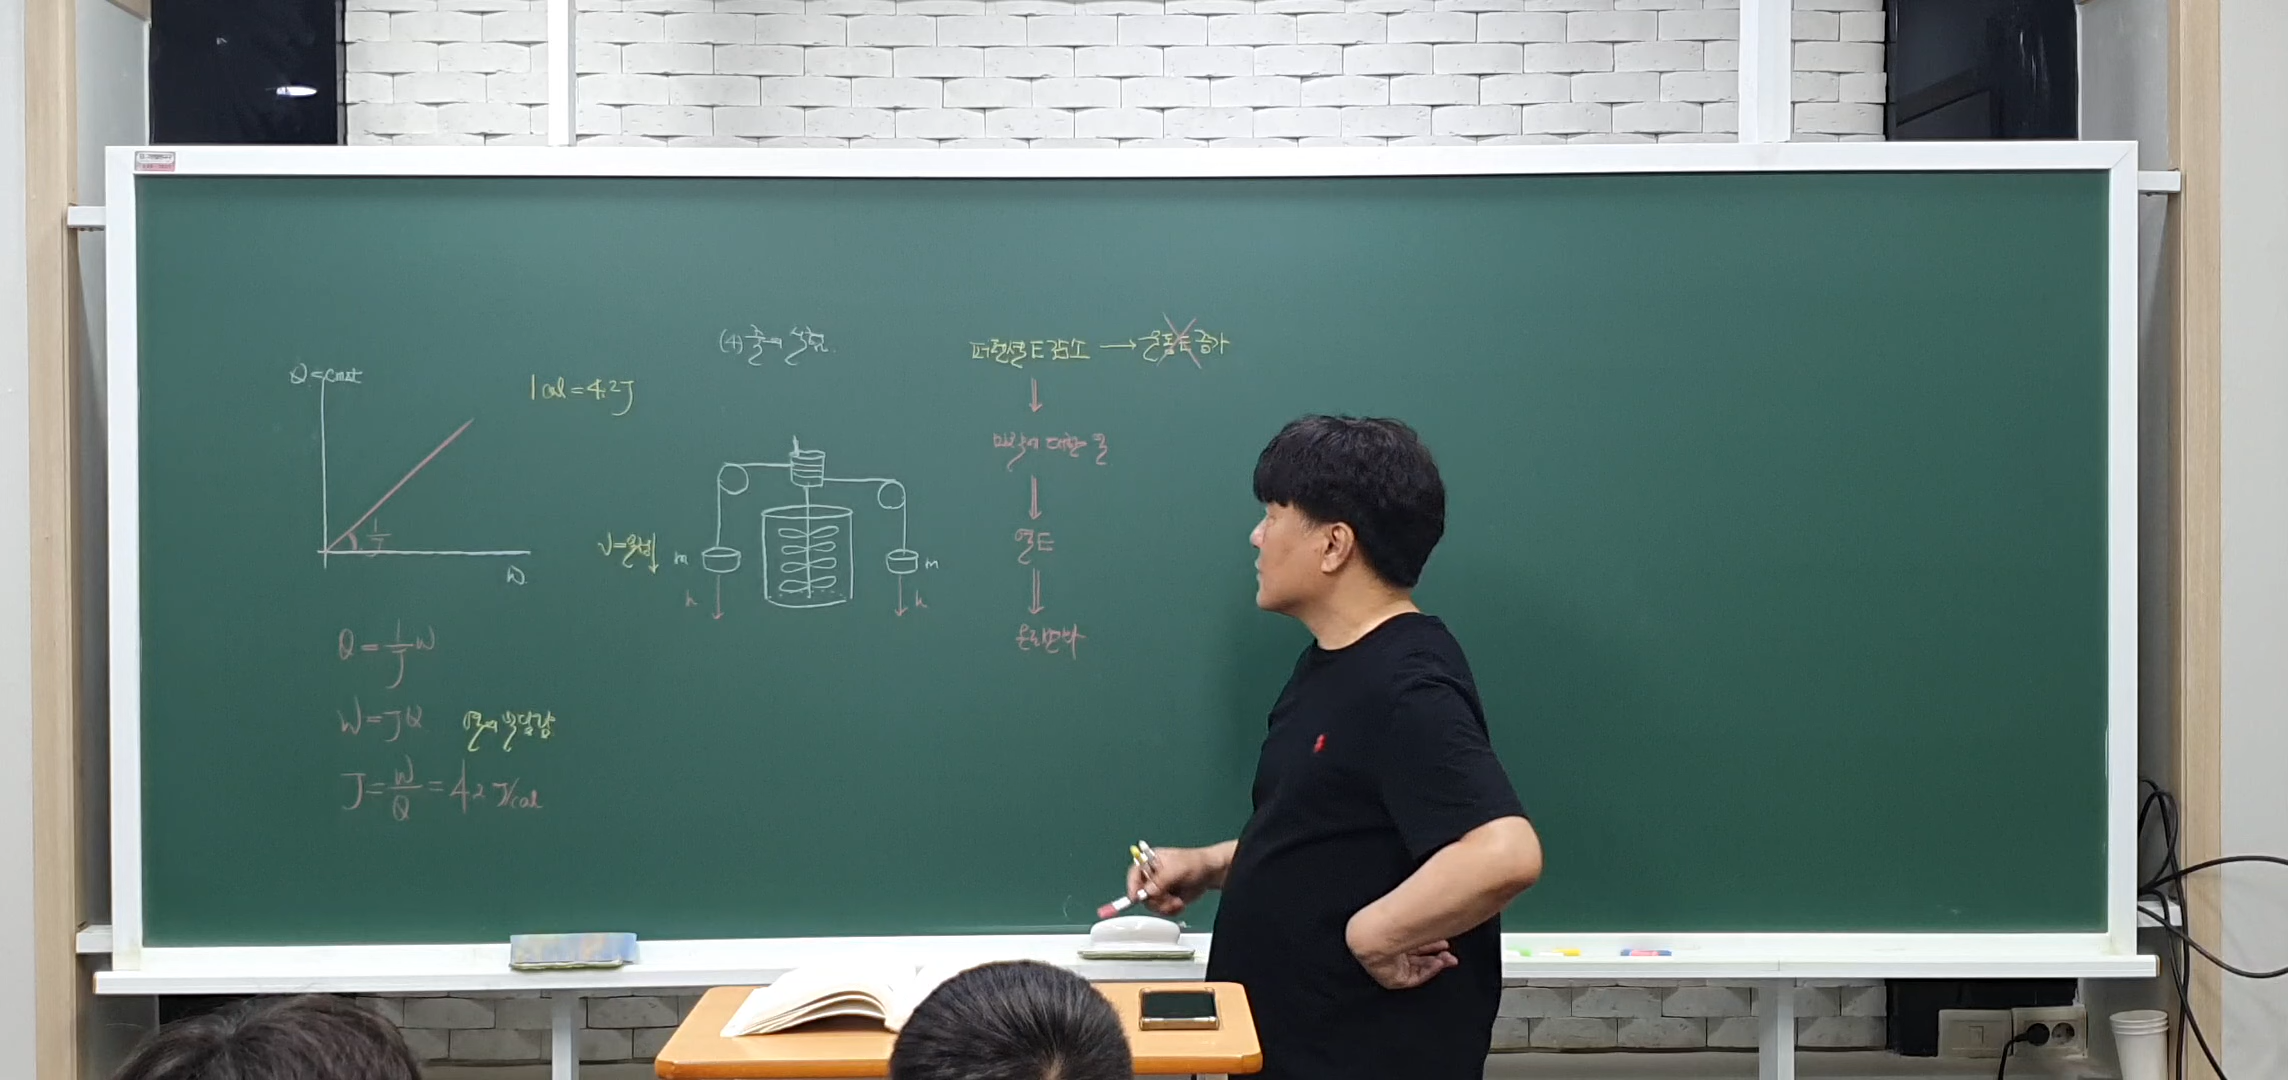 Q=cmΔt
1/J
W
1cal=4.2J
Q=1/J W
W=JQ 열의 일당량
J=W/Q=4.2 J/cal
(4) 줄의 실험
V=일정
m
m
h
h
퍼텐셜E감소 → 운동E증가
↓
마찰에 대한 일
↓
열E
↓
온도변화